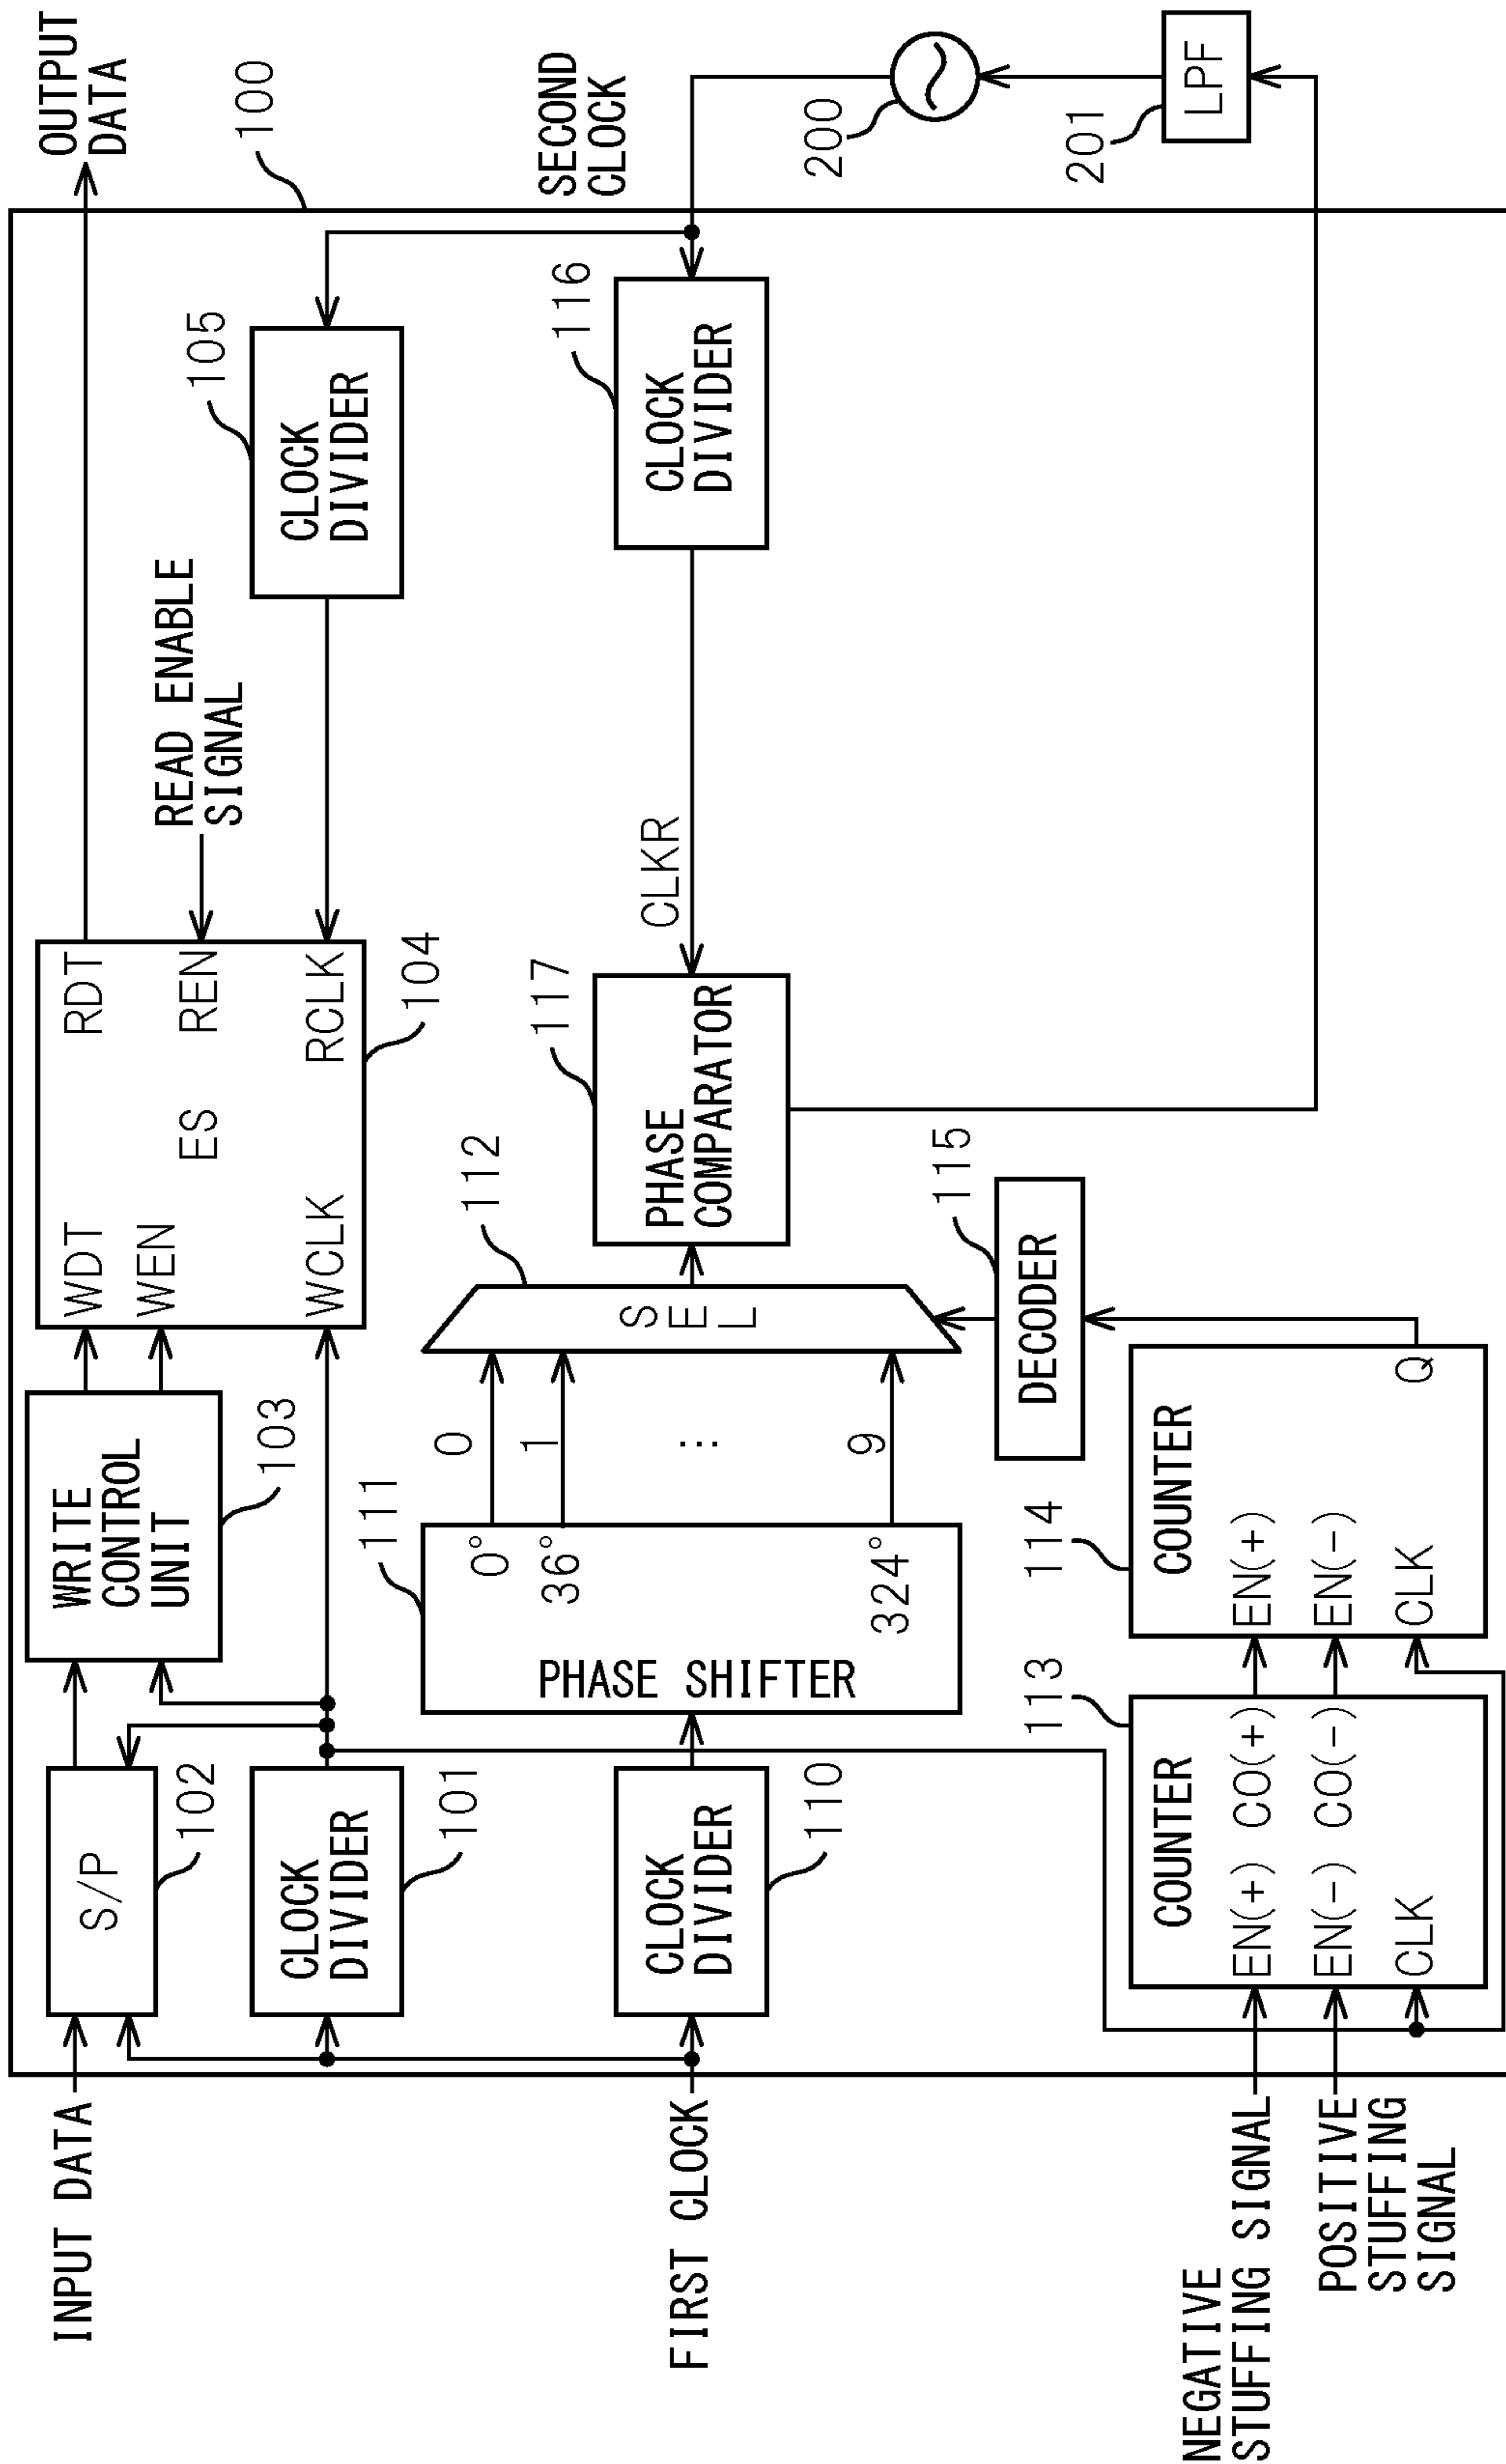 INPUT DATA
S/P
102
WRITE
CONTROL
UNIT
103
WDT
RDT
WEN
ES
REN
WCLK
RCLK
104
READ ENABLE
SIGNAL
OUTPUT
DATA
100
CLOCK
DIVIDER
101
CLOCK
DIVIDER
105
FIRST CLOCK
CLOCK
DIVIDER
110
PHASE SHIFTER
0°
36°
324°
111
0
1
⋮
9
SEL
112
PHASE
COMPARATOR
117
CLKR
CLOCK
DIVIDER
116
SECOND
CLOCK
200
LPF
201
DECODER
115
NEGATIVE
STUFFING SIGNAL
POSITIVE
STUFFING
SIGNAL
COUNTER
EN(+) CO(+)
EN(-) CO(-)
CLK
113
COUNTER
EN(+)
EN(-)
CLK
Q
114